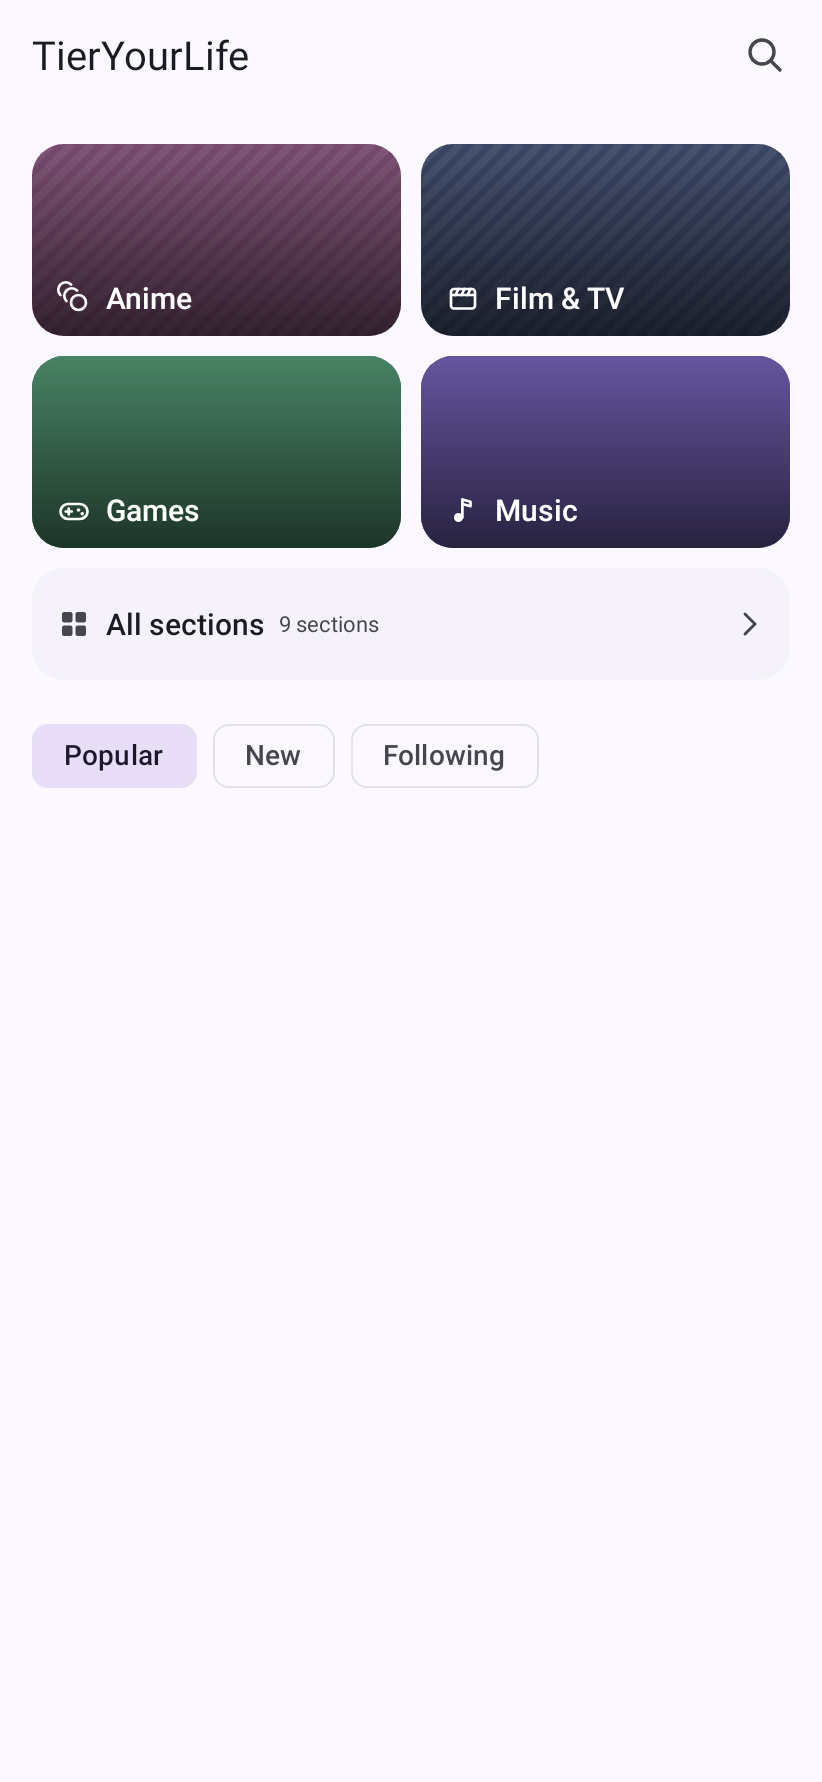 TierYourLife
Anime
Film & TV
Games
Music
All sections 9 sections
Popular
New
Following